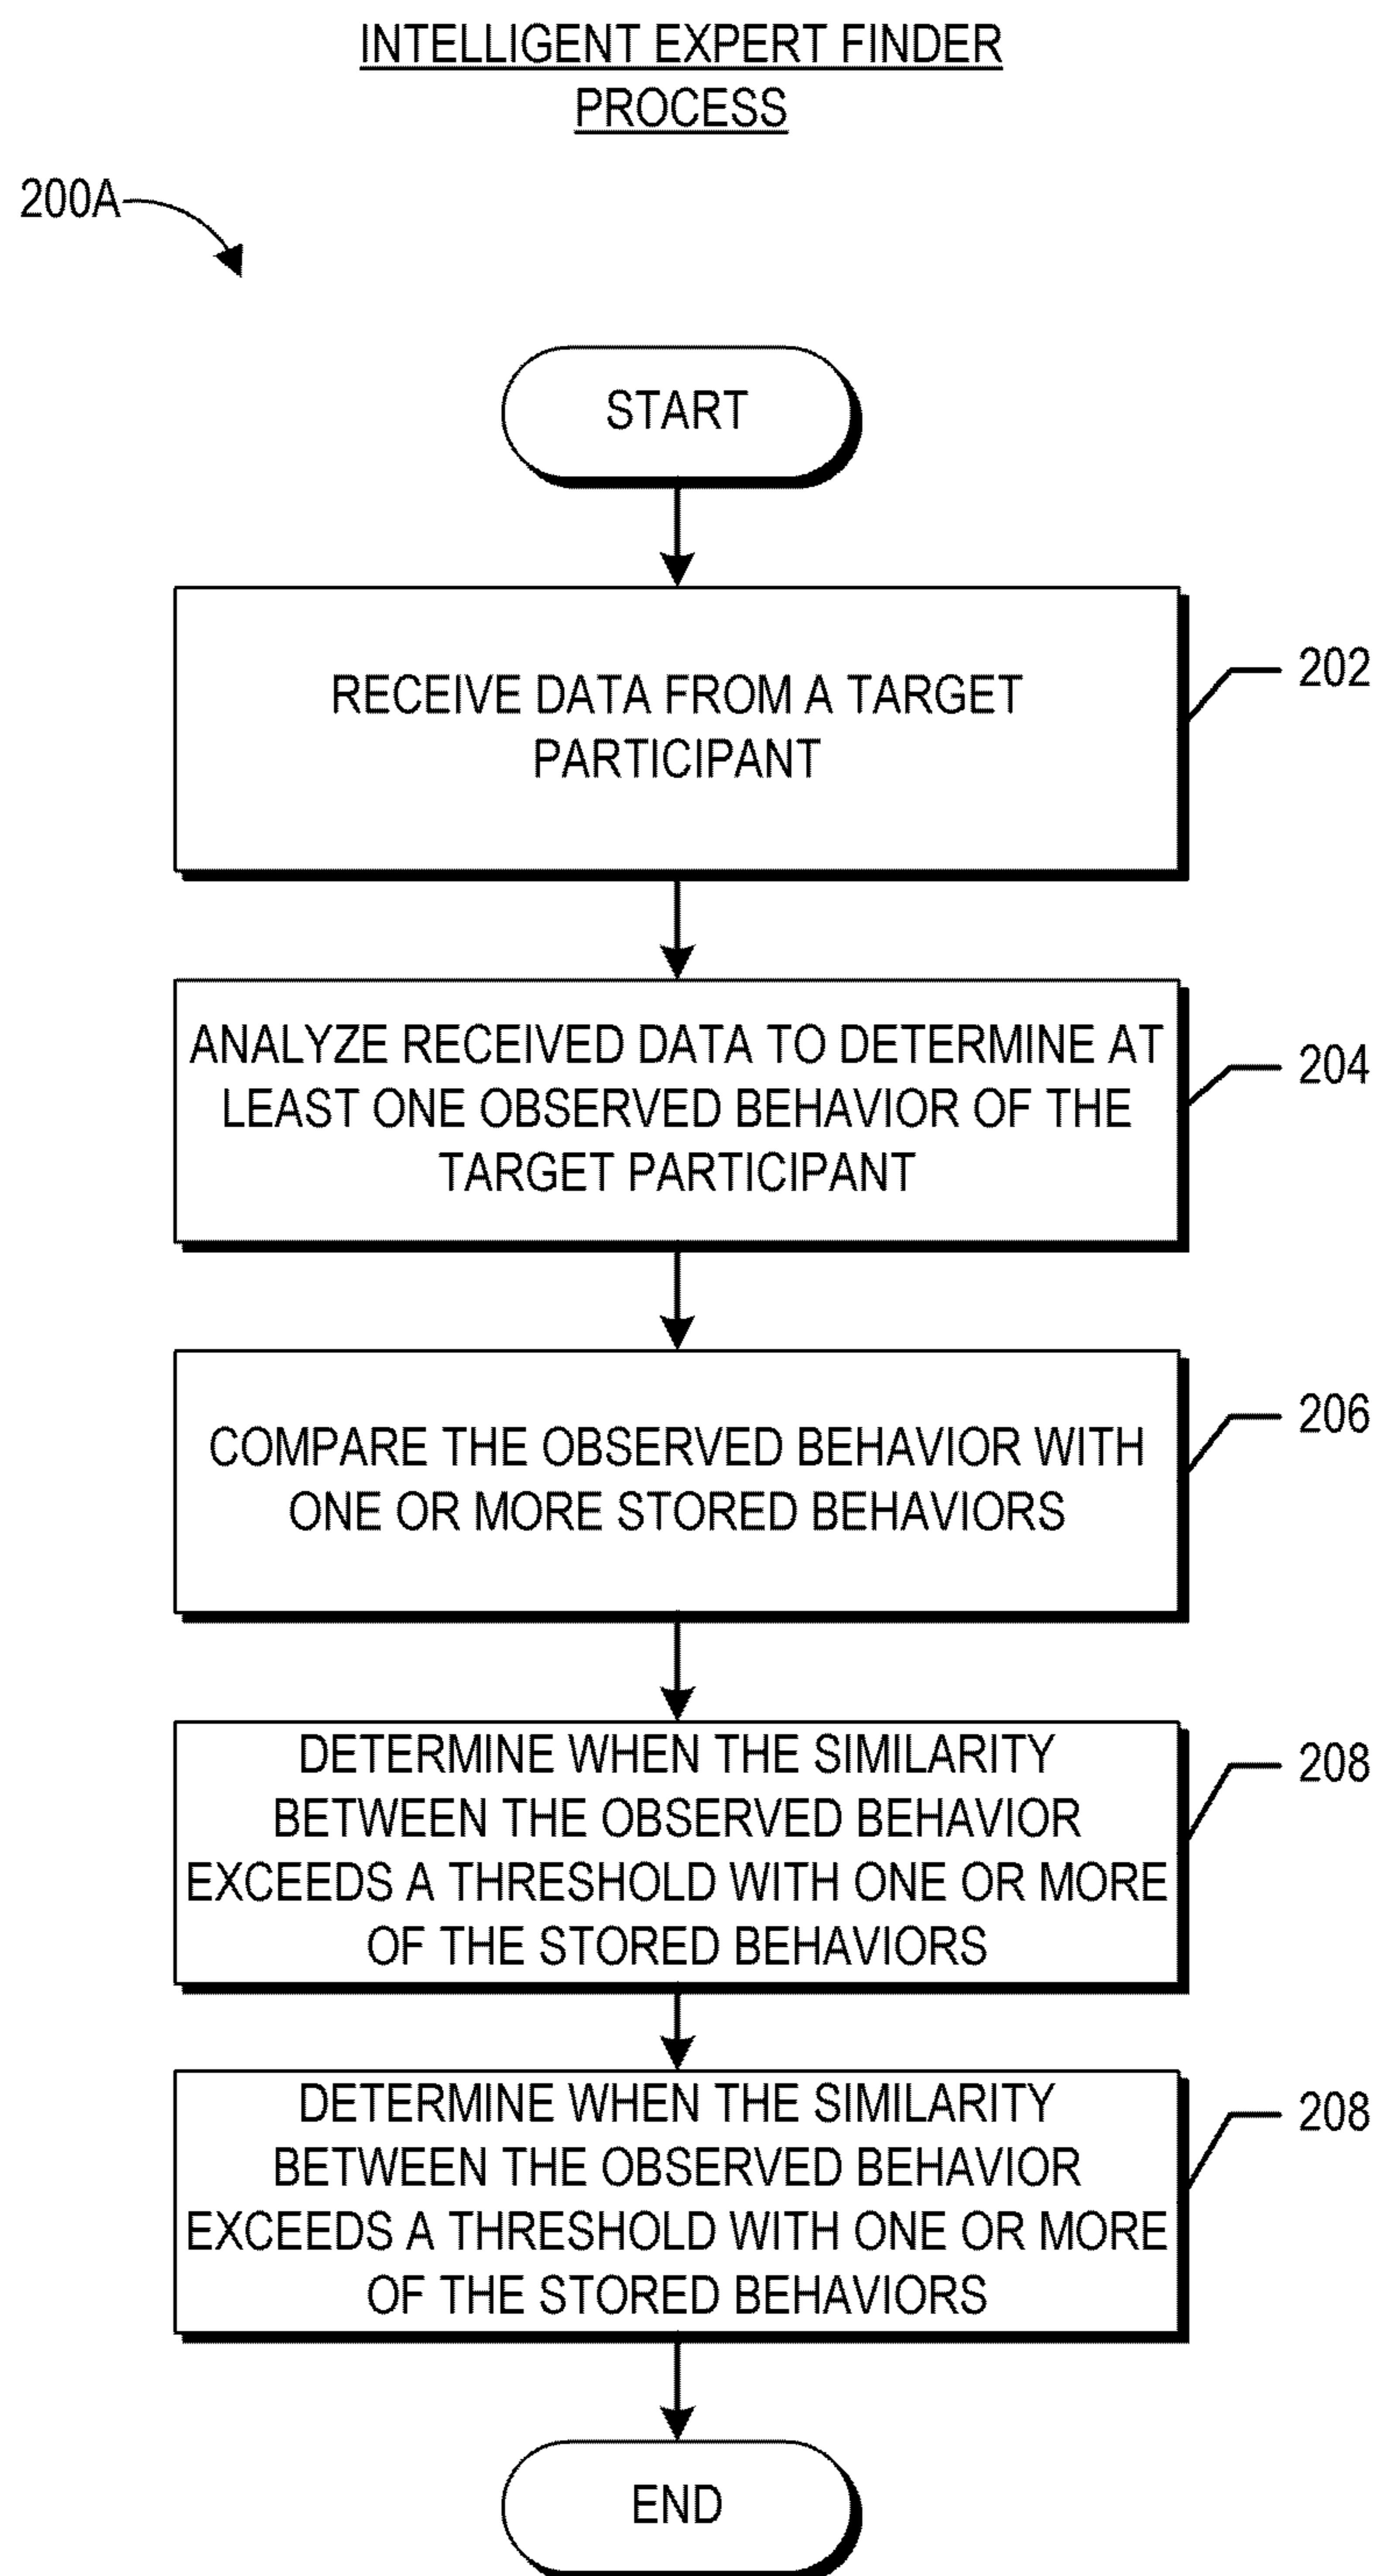 INTELLIGENT EXPERT FINDER
PROCESS
200A
START
RECEIVE DATA FROM A TARGET
PARTICIPANT
202
ANALYZE RECEIVED DATA TO DETERMINE AT
LEAST ONE OBSERVED BEHAVIOR OF THE
TARGET PARTICIPANT
204
COMPARE THE OBSERVED BEHAVIOR WITH
ONE OR MORE STORED BEHAVIORS
206
DETERMINE WHEN THE SIMILARITY
BETWEEN THE OBSERVED BEHAVIOR
EXCEEDS A THRESHOLD WITH ONE OR MORE
OF THE STORED BEHAVIORS
208
DETERMINE WHEN THE SIMILARITY
BETWEEN THE OBSERVED BEHAVIOR
EXCEEDS A THRESHOLD WITH ONE OR MORE
OF THE STORED BEHAVIORS
208
END